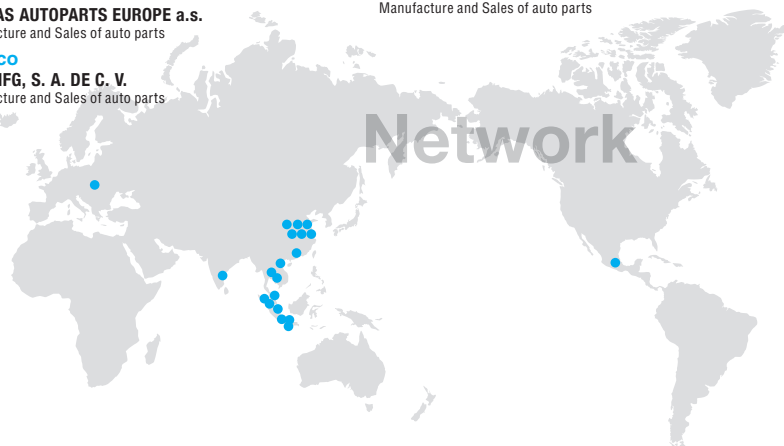 AS AUTOPARTS EUROPE a.s.
cture and Sales of auto parts
co
MFG, S. A. DE C. V.
cture and Sales of auto parts
Manufacture and Sales of auto parts
Network